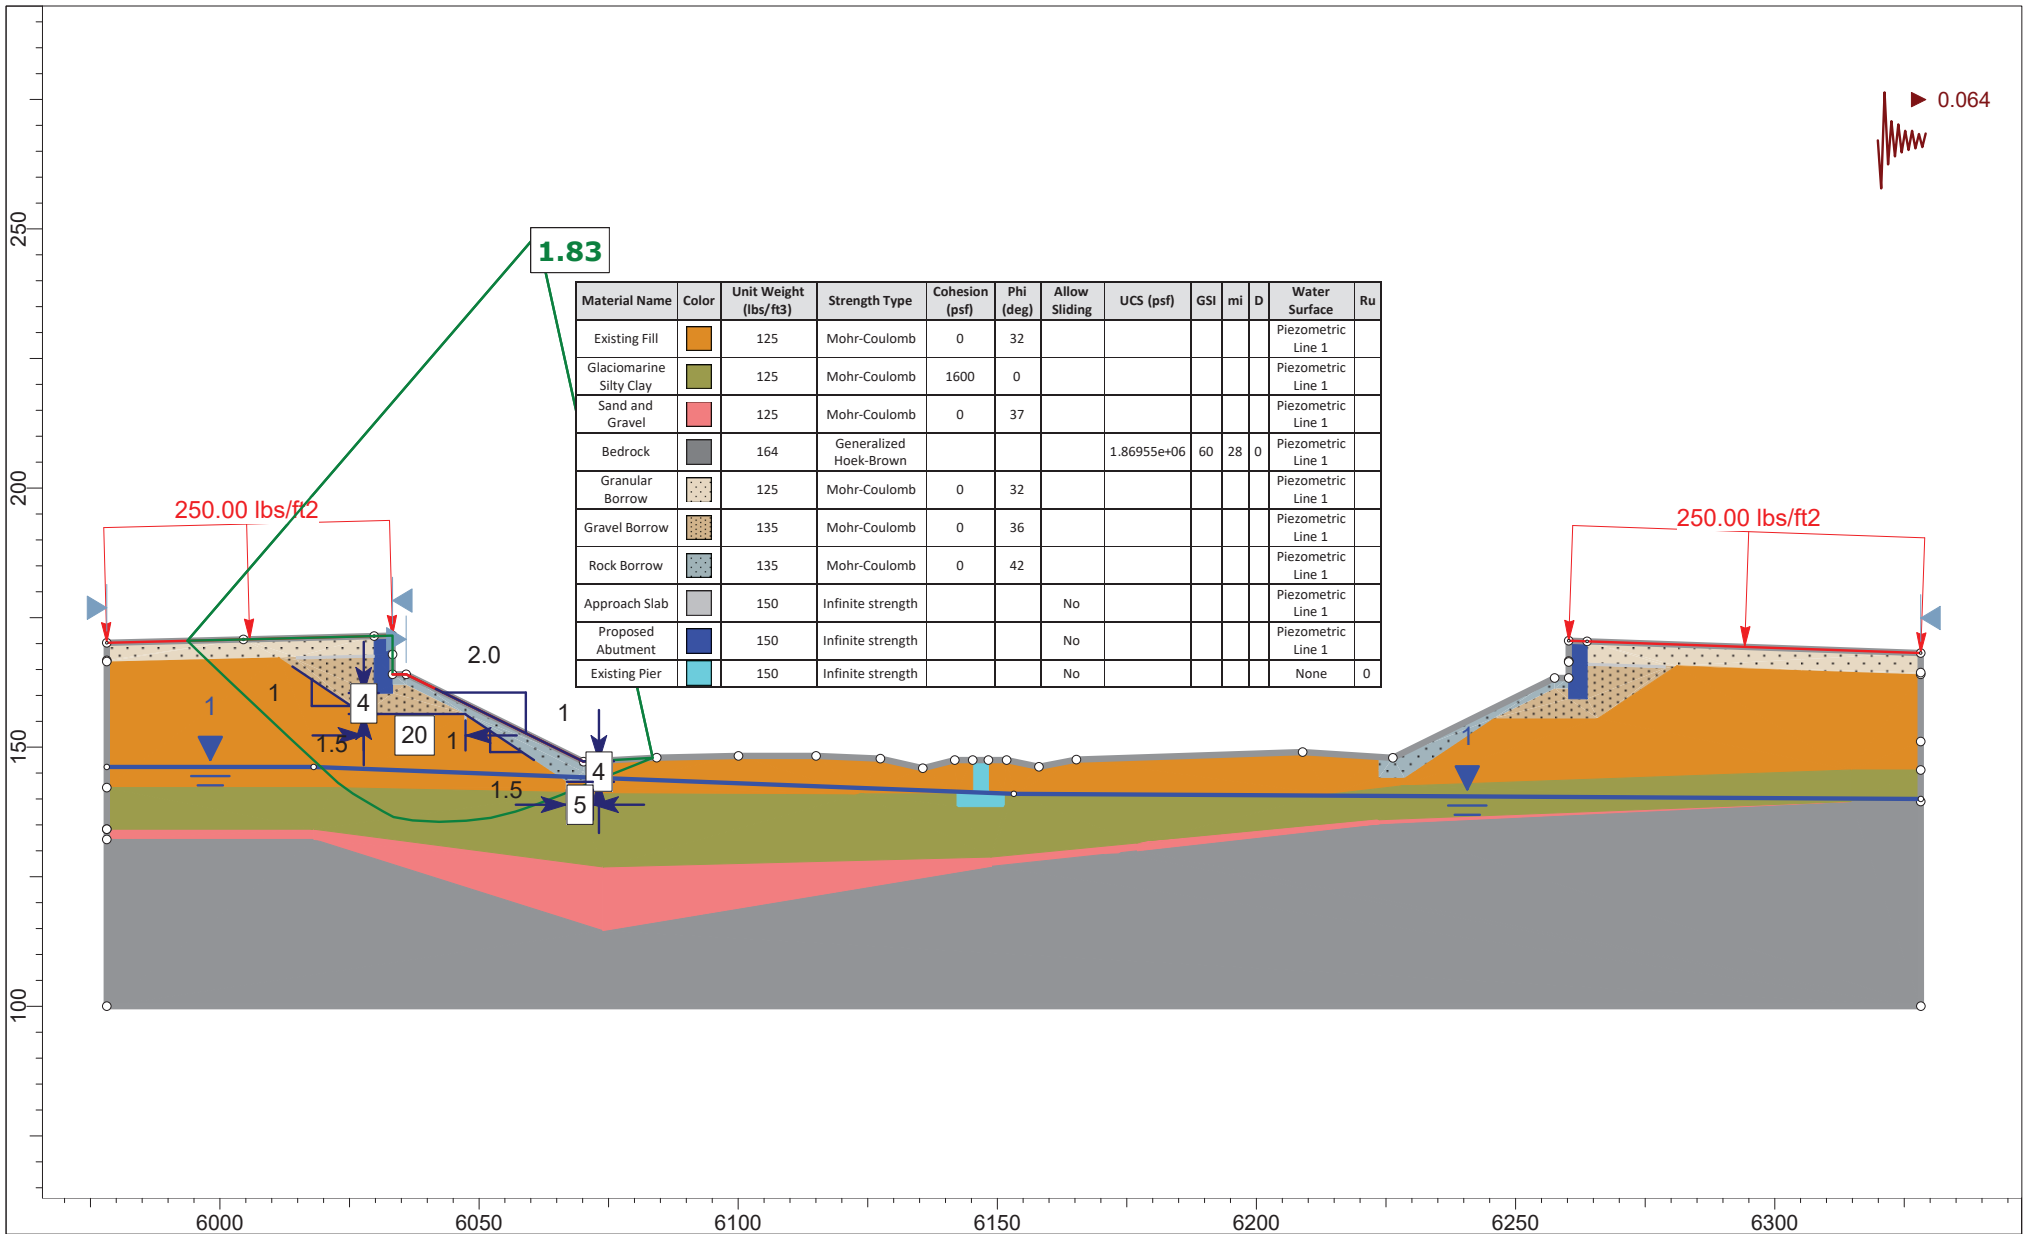 0.064
250
1.83
Material Name Color Unit Weight (lbs/ft3) Strength Type Cohesion (psf) Phi (deg) Allow Sliding UCS (psf) GSI mi D Water Surface Ru
Existing Fill 125 Mohr-Coulomb 0 32 Piezometric Line 1
Glaciomarine Silty Clay 125 Mohr-Coulomb 1600 0 Piezometric Line 1
Sand and Gravel 125 Mohr-Coulomb 0 37 Piezometric Line 1
Bedrock 164 Generalized Hoek-Brown 1.86955e+06 60 28 0 Piezometric Line 1
Granular Borrow 125 Mohr-Coulomb 0 32 Piezometric Line 1
Gravel Borrow 135 Mohr-Coulomb 0 36 Piezometric Line 1
Rock Borrow 135 Mohr-Coulomb 0 42 Piezometric Line 1
Approach Slab 150 Infinite strength No Piezometric Line 1
Proposed Abutment 150 Infinite strength No Piezometric Line 1
Existing Pier 150 Infinite strength No None 0
200
250.00 lbs/ft2
250.00 lbs/ft2
2.0
1
4
1
1
1.5
20
1
1
150
4
1.5
5
100
6000 6050 6100 6150 6200 6250 6300